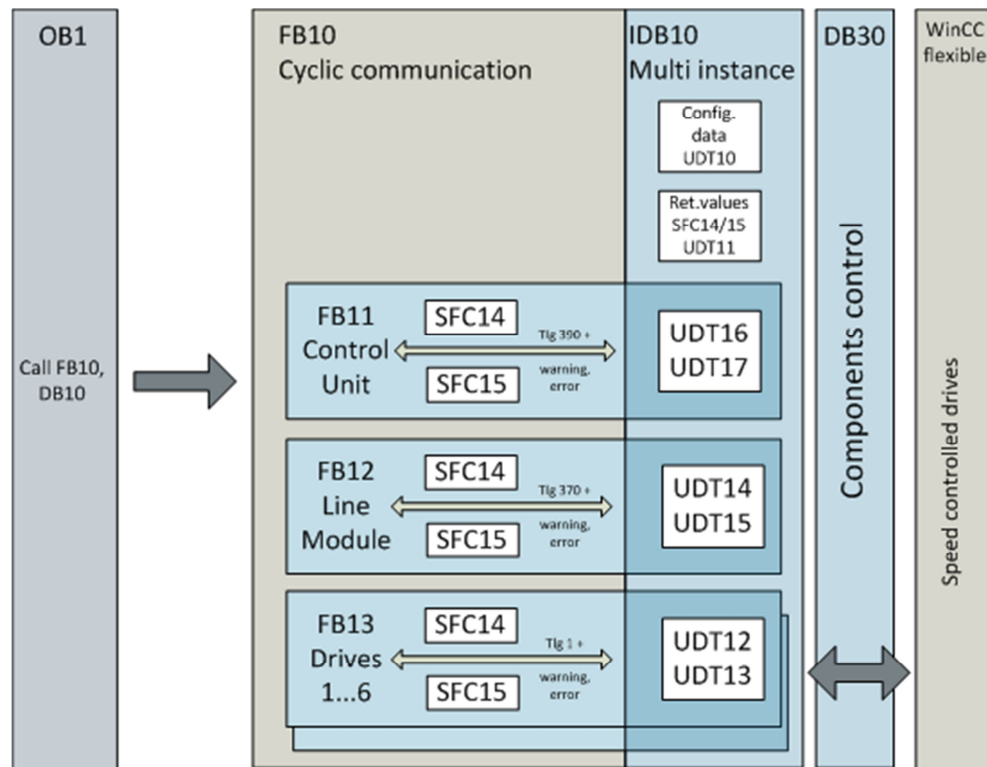 OB1
Call FB10,
DB10
FB10
Cyclic communication
IDB10
Multi instance
Config.
data
UDT10
Ret.values
SFC14/15
UDT11
FB11
Control
Unit
SFC14
Tlg 390 +
SFC15
warning,
error
UDT16
UDT17
FB12
Line
Module
SFC14
Tlg 370 +
SFC15
warning,
error
UDT14
UDT15
FB13
Drives
1...6
SFC14
Tlg 1 +
SFC15
warning,
error
UDT12
UDT13
DB30
Components control
WinCC
flexible
Speed controlled drives